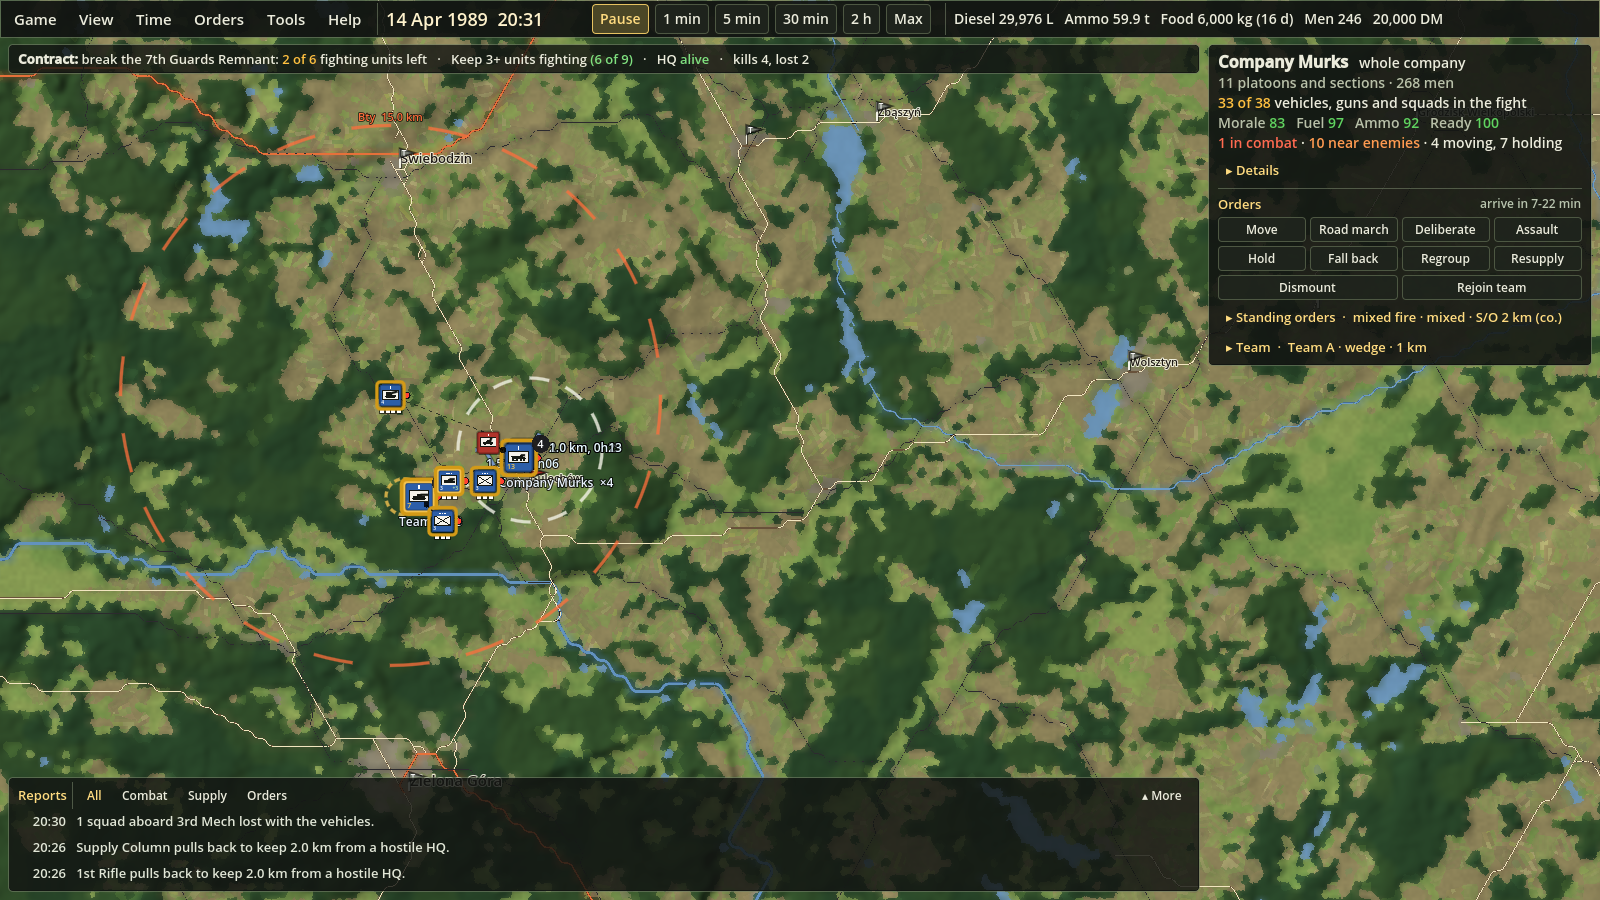 Game View Time Orders Tools Help 14 Apr 1989 20:31 Pause 1 min 5 min 30 min 2 h Max Diesel 29,976 L Ammo 59.9 t Food 6,000 kg (16 d) Men 246 20,000 DM
Contract: break the 7th Guards Remnant: 2 of 6 fighting units left · Keep 3+ units fighting (6 of 9) · HQ alive · kills 4, lost 2
Company Murks whole company
11 platoons and sections · 268 men
33 of 38 vehicles, guns and squads in the fight
Morale 83 Fuel 97 Ammo 92 Ready 100
1 in combat · 10 near enemies · 4 moving, 7 holding
▸ Details
Orders arrive in 7-22 min
Move Road march Deliberate Assault
Hold Fall back Regroup Resupply
Dismount Rejoin team
▸ Standing orders · mixed fire · mixed · S/O 2 km (co.)
▸ Team · Team A · wedge · 1 km
Bty 15.0 km
Świebodzin
Zbąszyń
Wolsztyn
4
1.0 km, 0h13
13
Company Murks ×4
7
Team
Zielona Góra
Reports All Combat Supply Orders ▴ More
20:30 1 squad aboard 3rd Mech lost with the vehicles.
20:26 Supply Column pulls back to keep 2.0 km from a hostile HQ.
20:26 1st Rifle pulls back to keep 2.0 km from a hostile HQ.